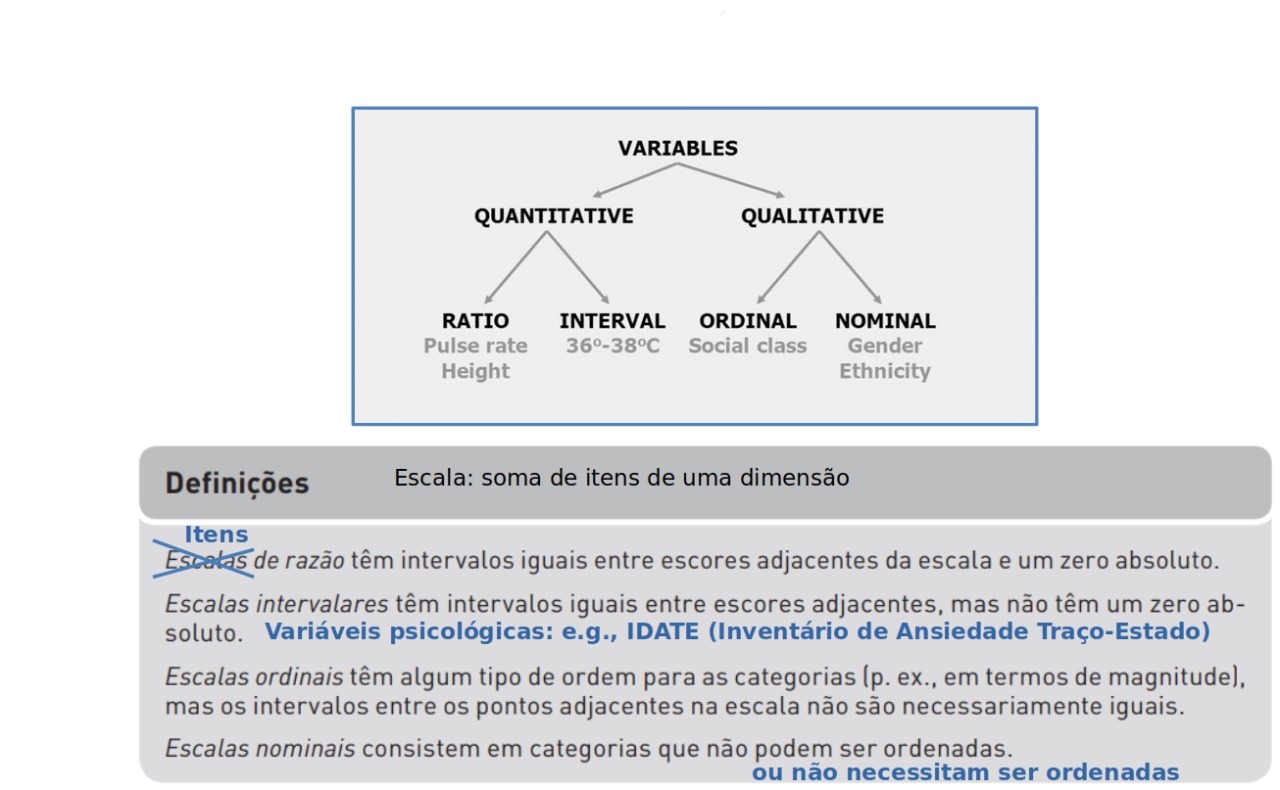 VARIABLES
QUANTITATIVE QUALITATIVE
RATIO INTERVAL ORDINAL NOMINAL
Pulse rate 36º-38ºC Social class Gender
Height Ethnicity
Definições Escala: soma de itens de uma dimensão
Itens
Escalas de razão têm intervalos iguais entre escores adjacentes da escala e um zero absoluto.
Escalas intervalares têm intervalos iguais entre escores adjacentes, mas não têm um zero ab-
soluto. Variáveis psicológicas: e.g., IDATE (Inventário de Ansiedade Traço-Estado)
Escalas ordinais têm algum tipo de ordem para as categorias (p. ex., em termos de magnitude),
mas os intervalos entre os pontos adjacentes na escala não são necessariamente iguais.
Escalas nominais consistem em categorias que não podem ser ordenadas.
ou não necessitam ser ordenadas